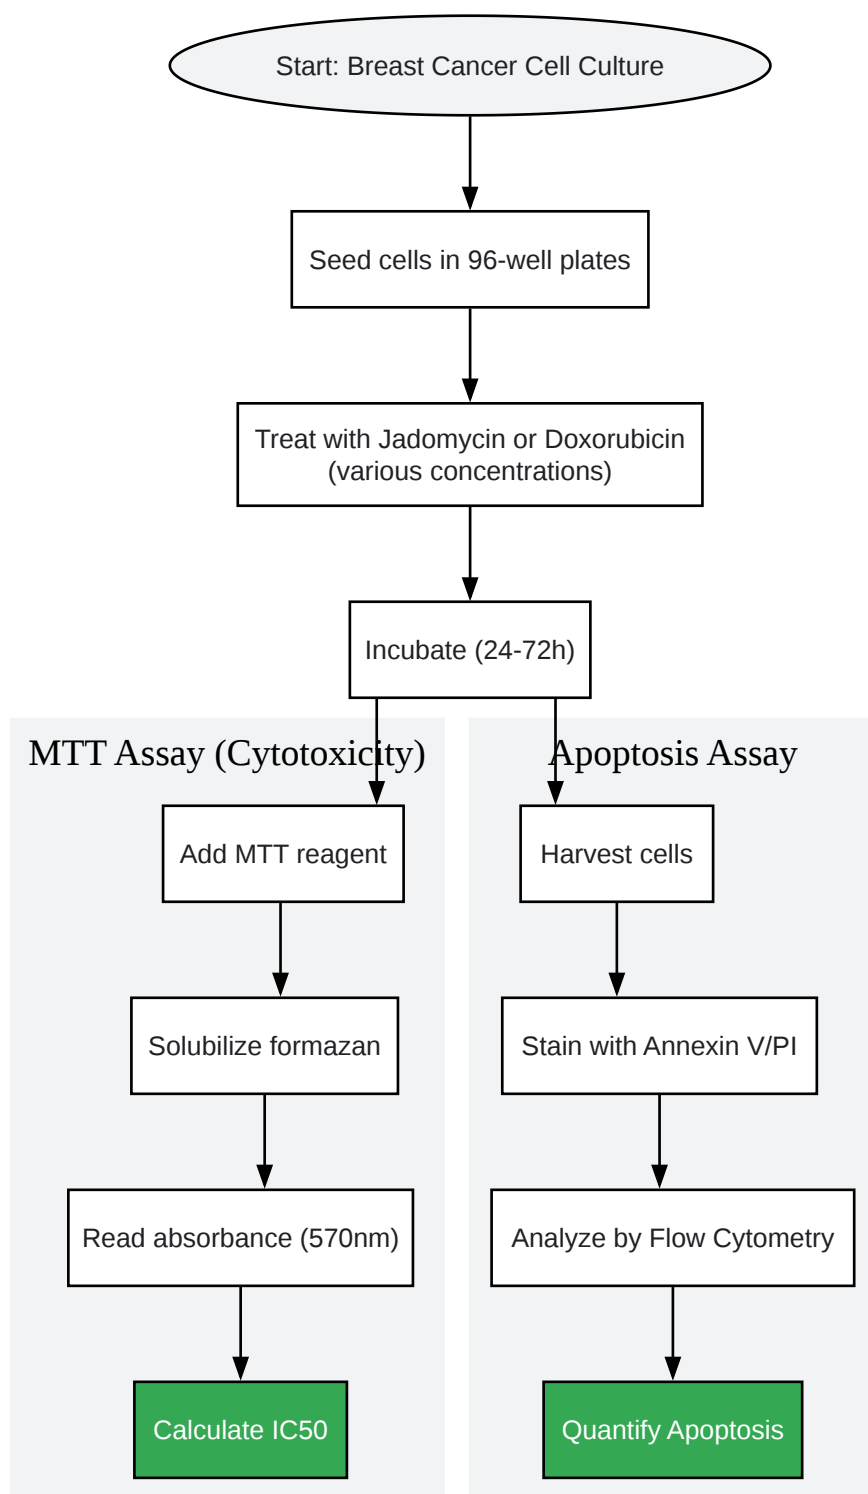 Start: Breast Cancer Cell Culture
Seed cells in 96-well plates
Treat with Jadomycin or Doxorubicin
(various concentrations)
Incubate (24-72h)
MTT Assay (Cytotoxicity)
Add MTT reagent
Solubilize formazan
Read absorbance (570nm)
Calculate IC50
Apoptosis Assay
Harvest cells
Stain with Annexin V/PI
Analyze by Flow Cytometry
Quantify Apoptosis